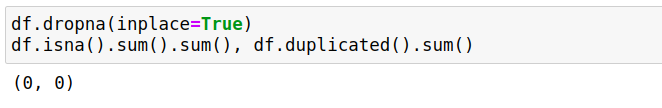 df.dropna(inplace=True)
df.isna().sum().sum(), df.duplicated().sum()
(0, 0)